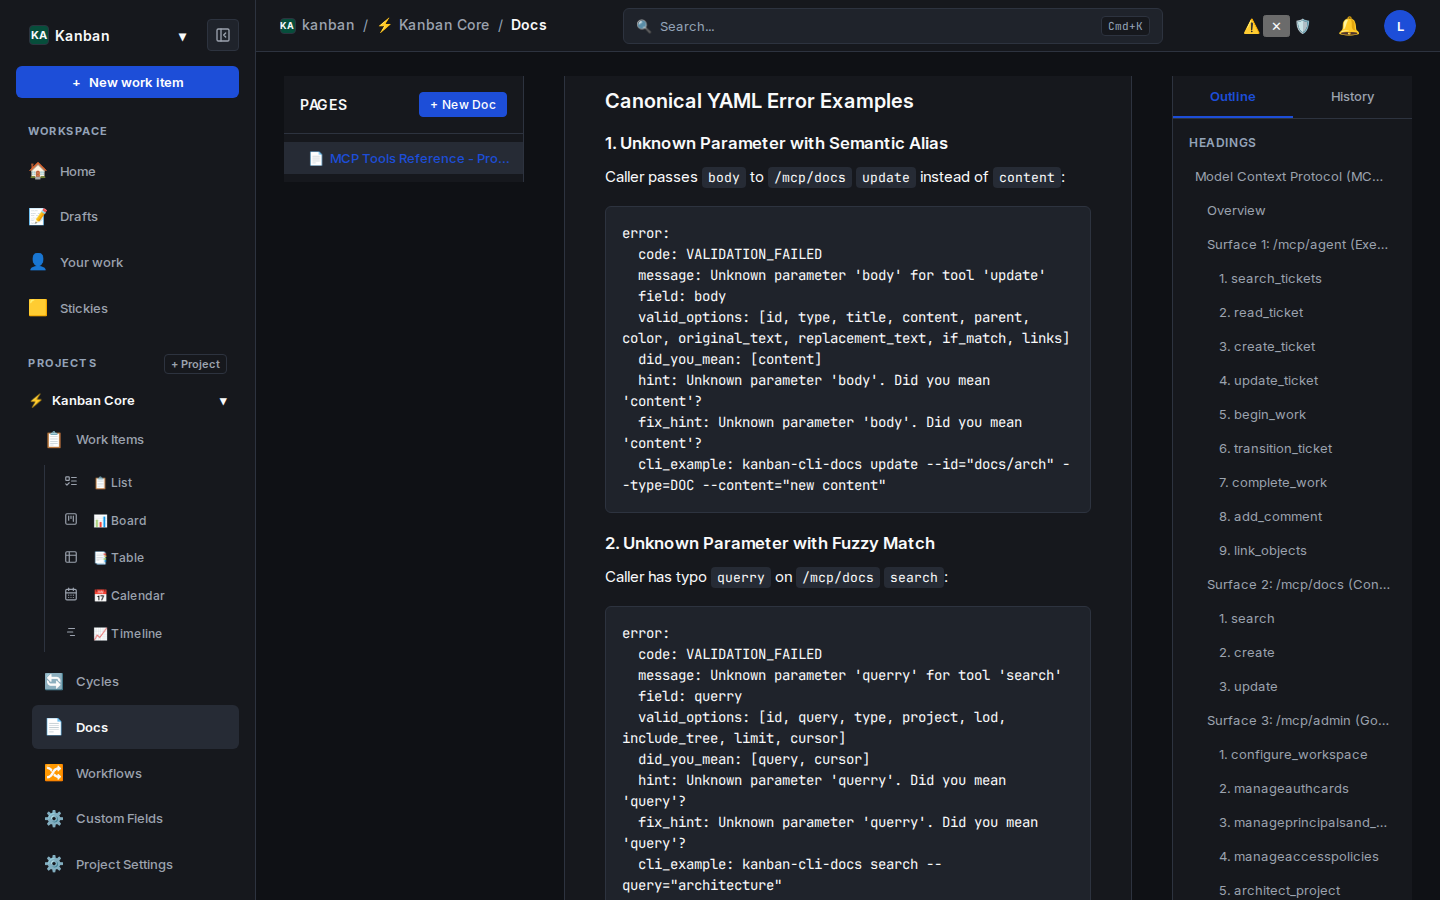 KA Kanban ▼
+ New work item
WORKSPACE
🏠 Home
📝 Drafts
👤 Your work
🟨 Stickies
PROJECTS
+ Project
⚡ Kanban Core ▼
📋 Work Items
📋 List
📊 Board
📑 Table
📅 Calendar
📈 Timeline
🔄 Cycles
📄 Docs
🔀 Workflows
⚙️ Custom Fields
⚙️ Project Settings
KA kanban / ⚡ Kanban Core / Docs
🔍 Search... Cmd+K
⚠️ ✕ 🛡️ 🔔 L
PAGES
+ New Doc
📄 MCP Tools Reference - Pro...
Canonical YAML Error Examples
1. Unknown Parameter with Semantic Alias
Caller passes body to /mcp/docs update instead of content:
error:
  code: VALIDATION_FAILED
  message: Unknown parameter 'body' for tool 'update'
  field: body
  valid_options: [id, type, title, content, parent,
color, original_text, replacement_text, if_match, links]
  did_you_mean: [content]
  hint: Unknown parameter 'body'. Did you mean
'content'?
  fix_hint: Unknown parameter 'body'. Did you mean
'content'?
  cli_example: kanban-cli-docs update --id="docs/arch" -
-type=DOC --content="new content"
2. Unknown Parameter with Fuzzy Match
Caller has typo querry on /mcp/docs search:
error:
  code: VALIDATION_FAILED
  message: Unknown parameter 'querry' for tool 'search'
  field: querry
  valid_options: [id, query, type, project, lod,
include_tree, limit, cursor]
  did_you_mean: [query, cursor]
  hint: Unknown parameter 'querry'. Did you mean
'query'?
  fix_hint: Unknown parameter 'querry'. Did you mean
'query'?
  cli_example: kanban-cli-docs search --
query="architecture"
Outline
History
HEADINGS
Model Context Protocol (MC...
Overview
Surface 1: /mcp/agent (Exe...
1. search_tickets
2. read_ticket
3. create_ticket
4. update_ticket
5. begin_work
6. transition_ticket
7. complete_work
8. add_comment
9. link_objects
Surface 2: /mcp/docs (Con...
1. search
2. create
3. update
Surface 3: /mcp/admin (Go...
1. configure_workspace
2. manageauthcards
3. manageprincipalsand_...
4. manageaccesspolicies
5. architect_project